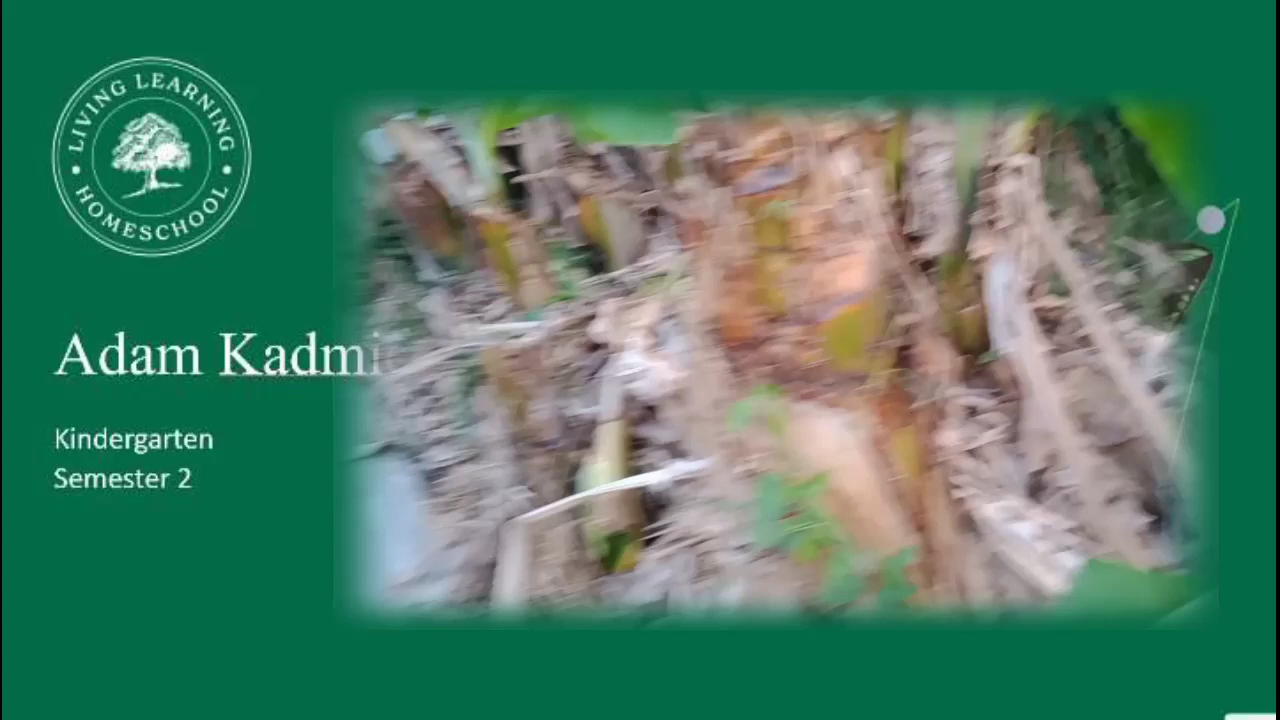 LIVING LEARNING
HOMESCHOOL
Adam Kadmi
Kindergarten
Semester 2